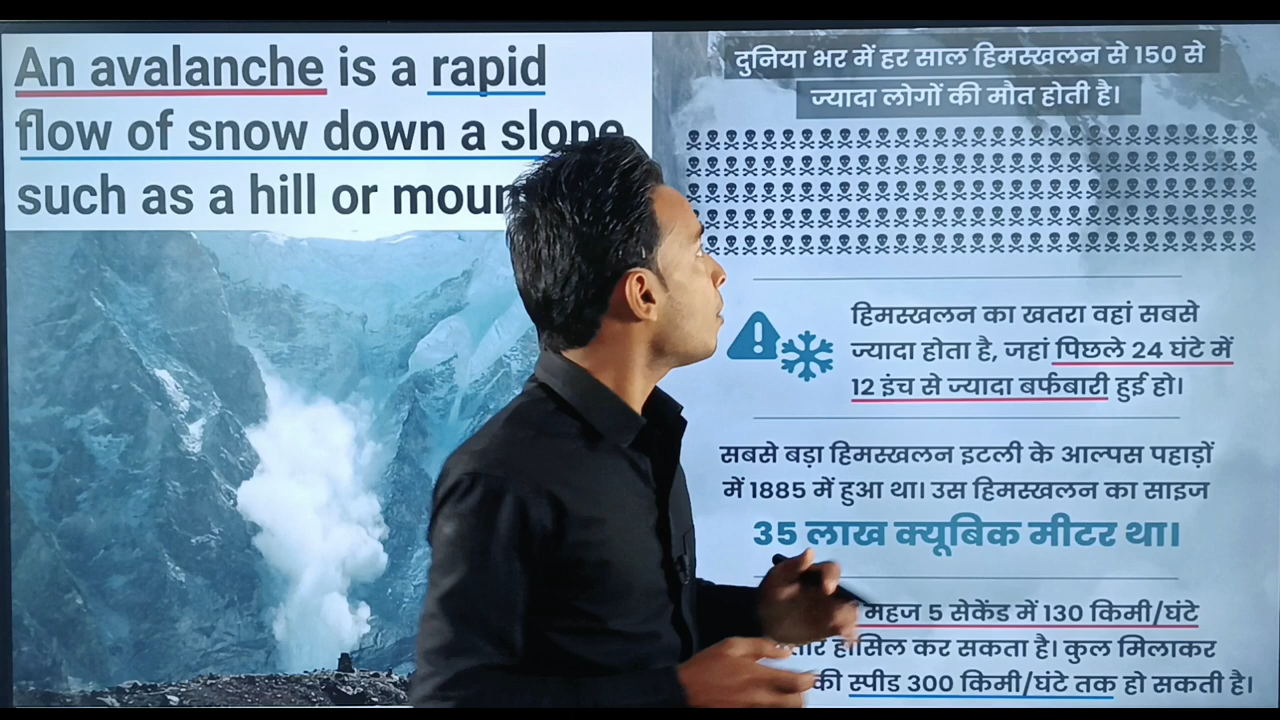 An avalanche is a rapid
flow of snow down a slope
such as a hill or
दुनिया भर में हर साल हिमस्खलन से 150 से
ज्यादा लोगों की मौत होती है।
हिमस्खलन का खतरा वहां सबसे
ज्यादा होता है, जहां पिछले 24 घंटे में
12 इंच से ज्यादा बर्फबारी हुई हो।
सबसे बड़ा हिमस्खलन इटली के आल्पस पहाड़ों
में 1885 में हुआ था। उस हिमस्खलन का साइज
35 लाख क्यूबिक मीटर था।
महज 5 सेकेंड में 130 किमी/घंटे
हासिल कर सकता है। कुल मिलाकर
की स्पीड 300 किमी/घंटे तक हो सकती है।